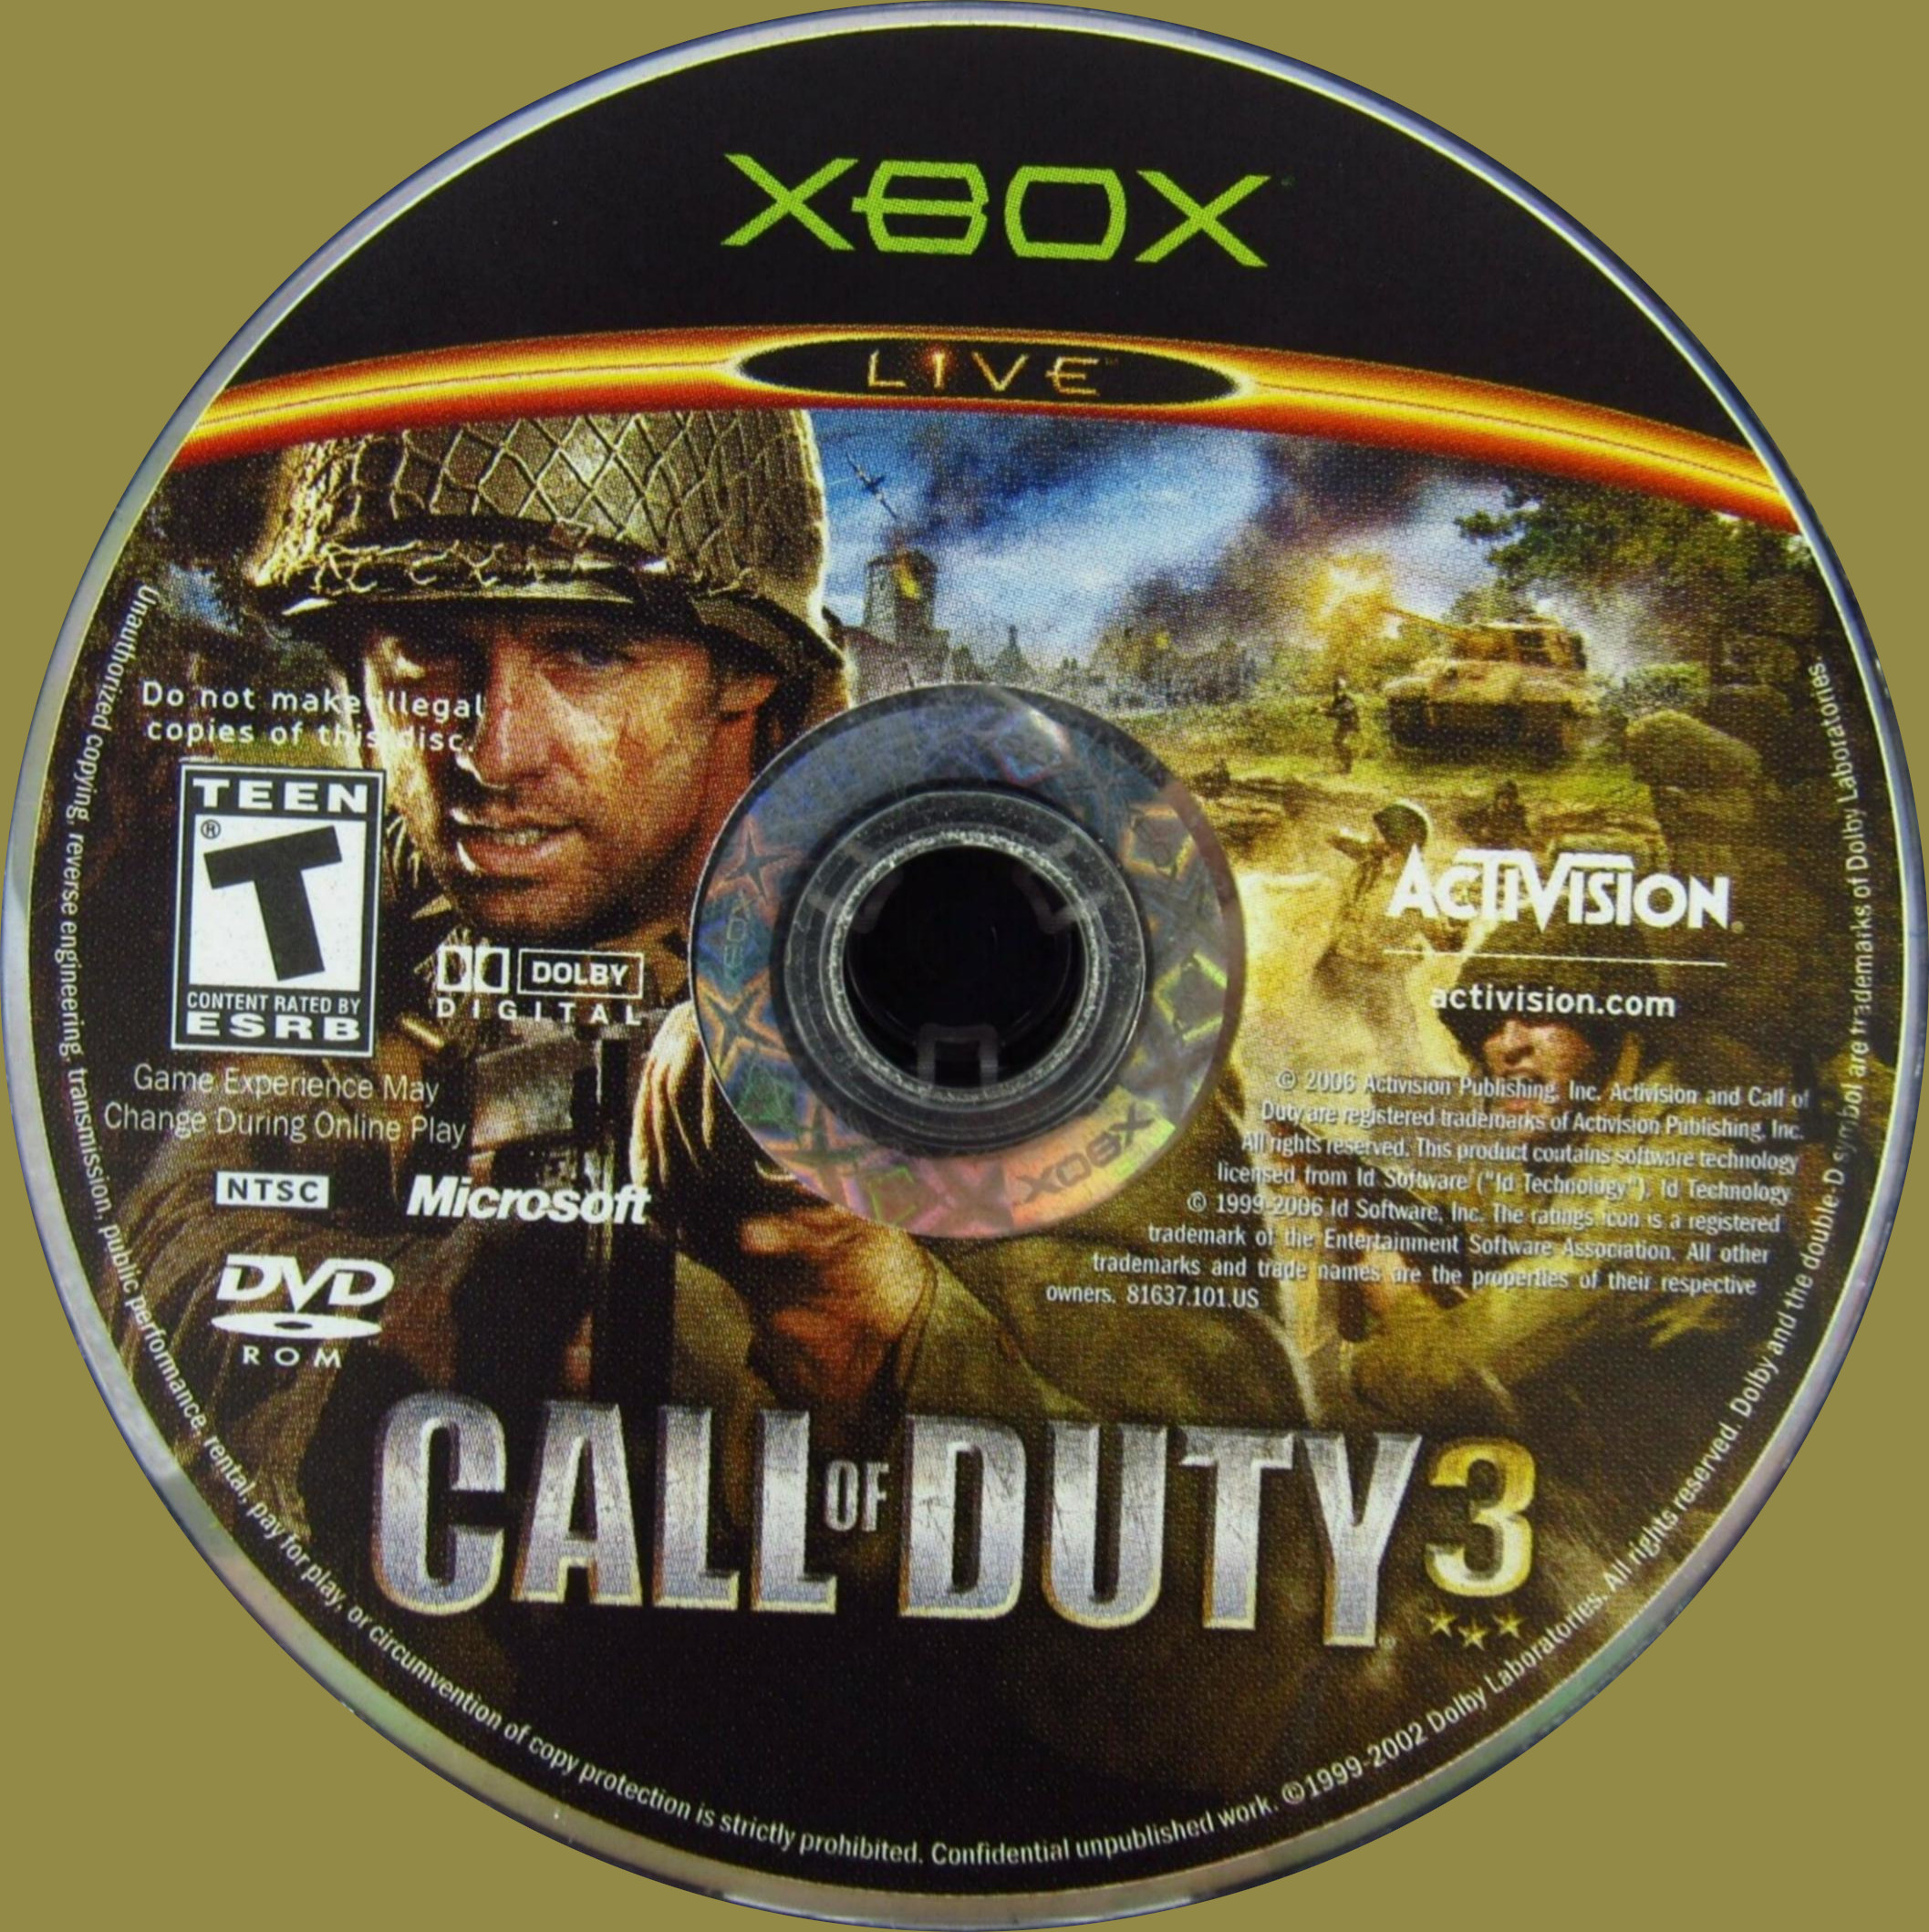 XBOX
LIVE™
Do not make illegal
copies of this disc.
TEEN
®
T
CONTENT RATED BY
ESRB
DOLBY
DIGITAL
Game Experience May
Change During Online Play
NTSC
Microsoft
DVD
ROM
ACTIVISION®
activision.com
© 2006 Activision Publishing, Inc. Activision and Call of
Duty are registered trademarks of Activision Publishing, Inc.
All rights reserved. This product contains software technology
licensed from Id Software ("Id Technology"). Id Technology
© 1999-2006 Id Software, Inc. The ratings icon is a registered
trademark of the Entertainment Software Association. All other
trademarks and trade names are the properties of their respective
owners. 81637.101.US
XBOX
XBOX
CALL OF DUTY 3
Unauthorized copying, reverse engineering, transmission, public performance, rental, pay for play, or circumvention of copy protection is strictly prohibited. Confidential unpublished work. ©1999-2002 Dolby Laboratories. All rights reserved. Dolby and the double-D symbol are trademarks of Dolby Laboratories.